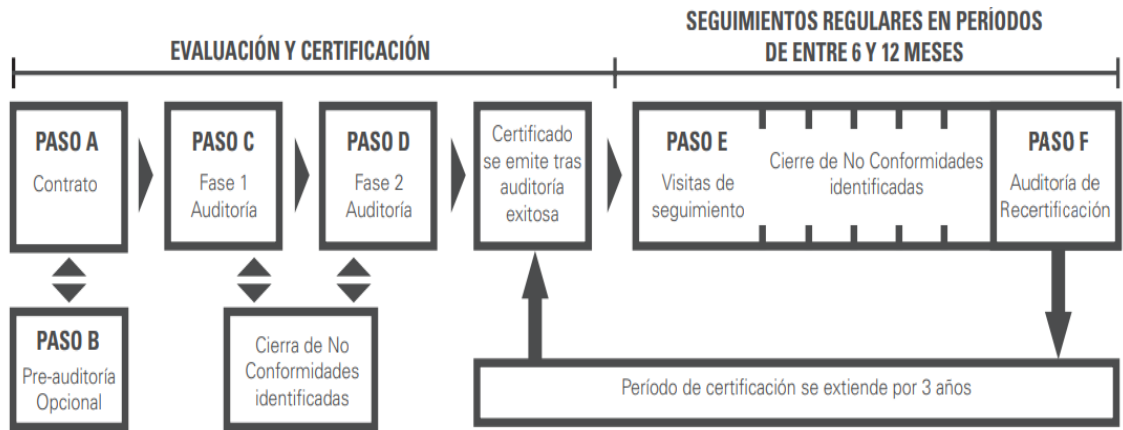 EVALUACIÓN Y CERTIFICACIÓN
SEGUIMIENTOS REGULARES EN PERÍODOS
DE ENTRE 6 Y 12 MESES
PASO A
Contrato
PASO C
Fase 1
Auditoría
PASO D
Fase 2
Auditoría
Certificado
se emite tras
auditoría
exitosa
PASO E
Visitas de
seguimiento
Cierre de No Conformidades
identificadas
PASO F
Auditoría de
Recertificación
PASO B
Pre-auditoría
Opcional
Cierra de No
Conformidades
identificadas
Período de certificación se extiende por 3 años